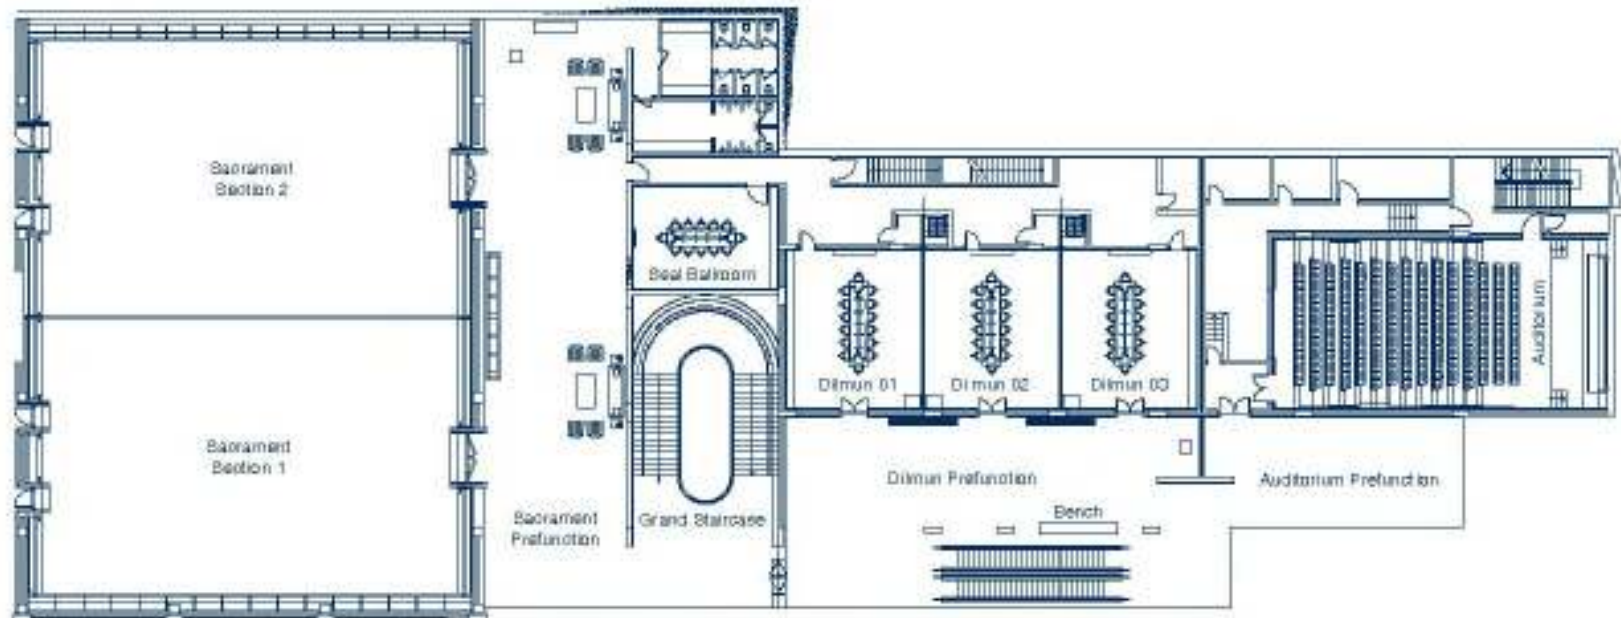 Sacrament
Section 2
Seal Ballroom
Dilmun 01
Dilmun 02
Dilmun 03
Auditorium
Sacrament
Section 1
Sacrament
Prefunction
Grand Staircase
Dilmun Prefunction
Bench
Auditorium Prefunction